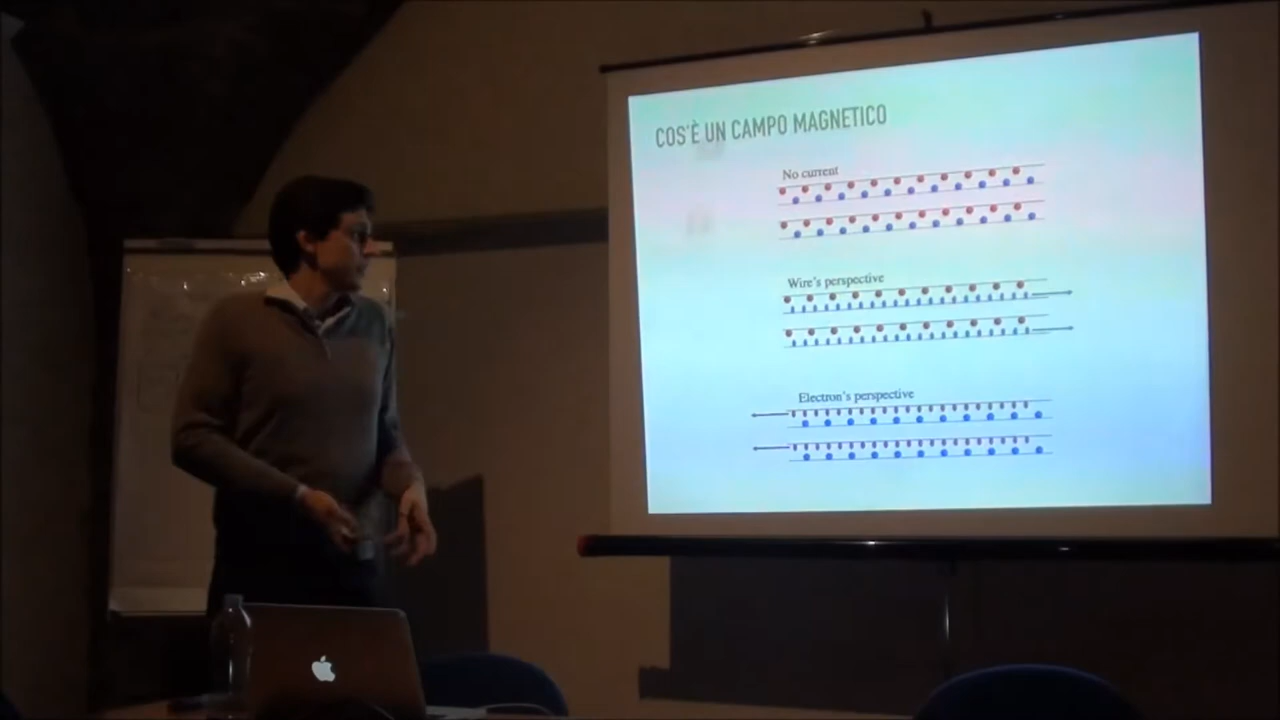 COS'È UN CAMPO MAGNETICO
No current
Wire's perspective
Electron's perspective